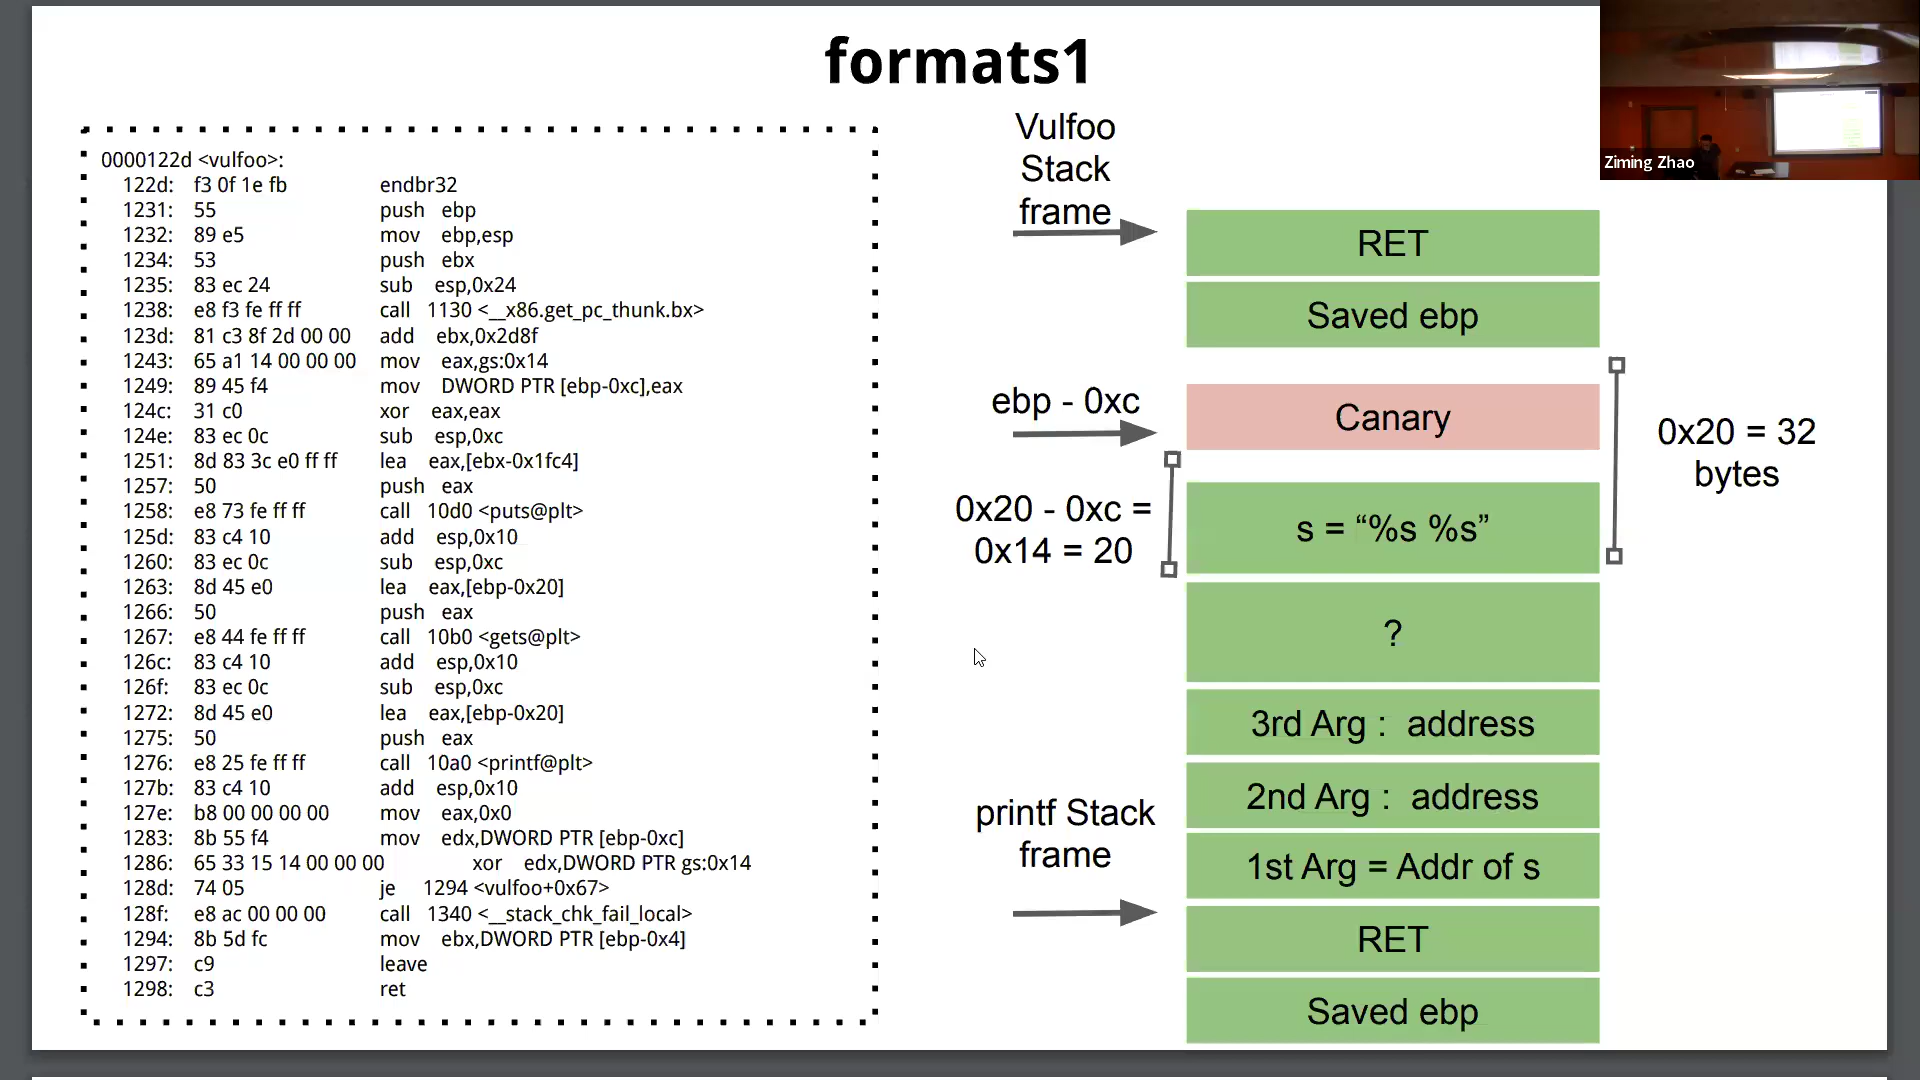 formats1
Ziming Zhao
0000122d <vulfoo>:
122d: f3 0f 1e fb endbr32
1231: 55 push ebp
1232: 89 e5 mov ebp,esp
1234: 53 push ebx
1235: 83 ec 24 sub esp,0x24
1238: e8 f3 fe ff ff call 1130 <__x86.get_pc_thunk.bx>
123d: 81 c3 8f 2d 00 00 add ebx,0x2d8f
1243: 65 a1 14 00 00 00 mov eax,gs:0x14
1249: 89 45 f4 mov DWORD PTR [ebp-0xc],eax
124c: 31 c0 xor eax,eax
124e: 83 ec 0c sub esp,0xc
1251: 8d 83 3c e0 ff ff lea eax,[ebx-0x1fc4]
1257: 50 push eax
1258: e8 73 fe ff ff call 10d0 <puts@plt>
125d: 83 c4 10 add esp,0x10
1260: 83 ec 0c sub esp,0xc
1263: 8d 45 e0 lea eax,[ebp-0x20]
1266: 50 push eax
1267: e8 44 fe ff ff call 10b0 <gets@plt>
126c: 83 c4 10 add esp,0x10
126f: 83 ec 0c sub esp,0xc
1272: 8d 45 e0 lea eax,[ebp-0x20]
1275: 50 push eax
1276: e8 25 fe ff ff call 10a0 <printf@plt>
127b: 83 c4 10 add esp,0x10
127e: b8 00 00 00 00 mov eax,0x0
1283: 8b 55 f4 mov edx,DWORD PTR [ebp-0xc]
1286: 65 33 15 14 00 00 00 xor edx,DWORD PTR gs:0x14
128d: 74 05 je 1294 <vulfoo+0x67>
128f: e8 ac 00 00 00 call 1340 <__stack_chk_fail_local>
1294: 8b 5d fc mov ebx,DWORD PTR [ebp-0x4]
1297: c9 leave
1298: c3 ret
Vulfoo
Stack
frame
RET
Saved ebp
ebp - 0xc
Canary
0x20 = 32
bytes
0x20 - 0xc =
0x14 = 20
s = “%s %s”
?
3rd Arg : address
2nd Arg : address
printf Stack
frame
1st Arg = Addr of s
RET
Saved ebp